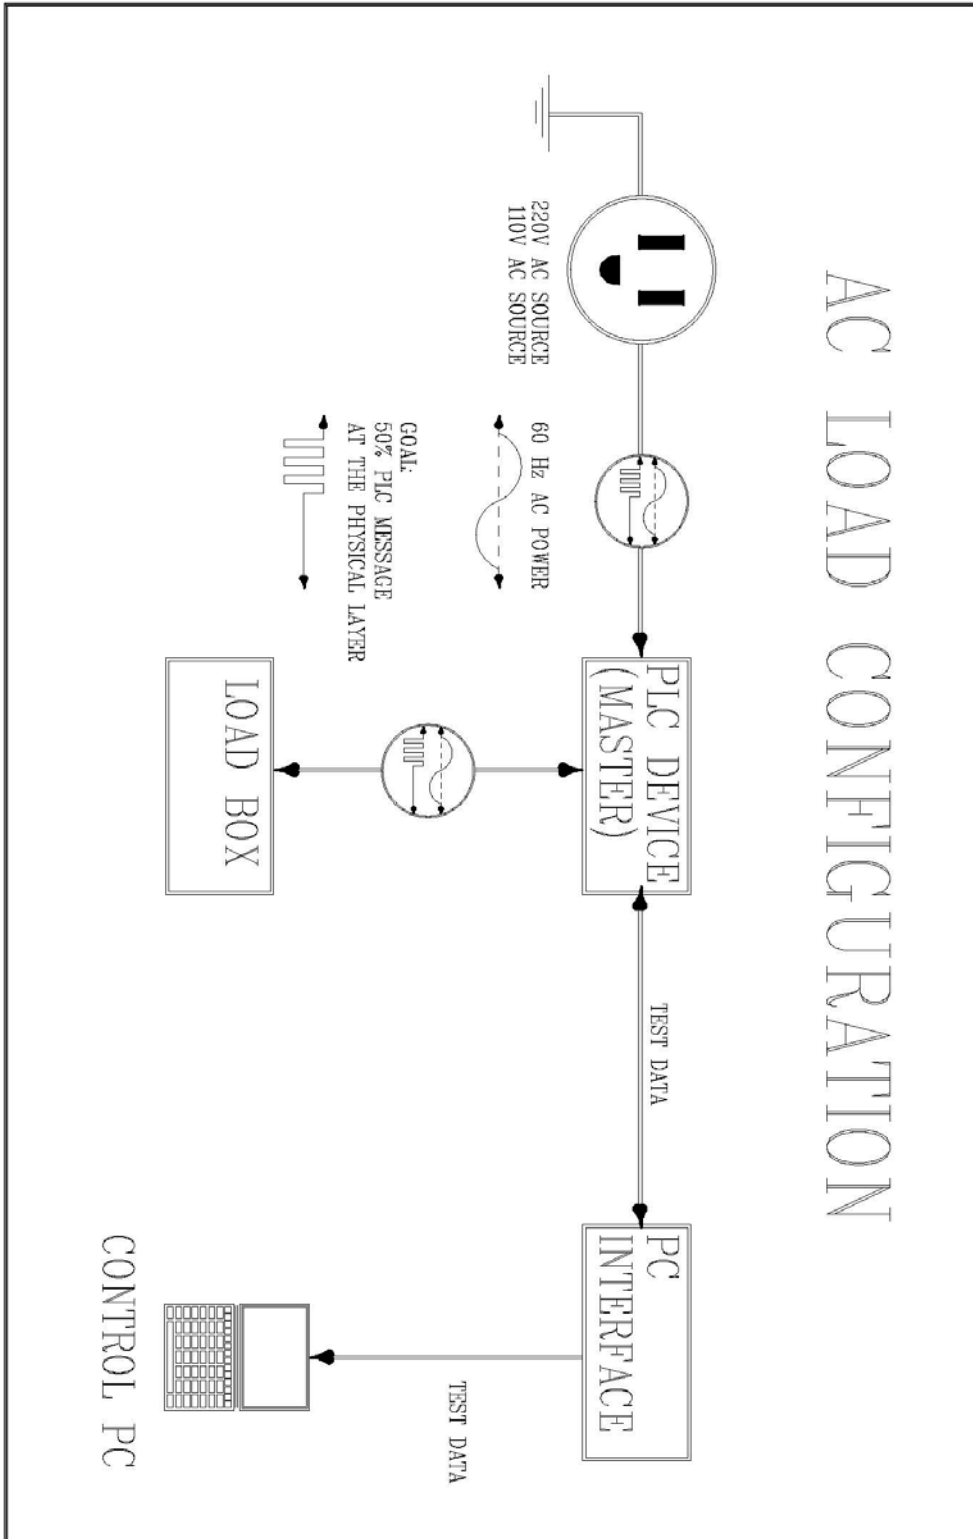 AC LOAD CONFIGURATION
220V AC SOURCE
110V AC SOURCE
60 Hz AC POWER
GOAL:
50% PLC MESSAGE
AT THE PHYSICAL LAYER
PLC DEVICE
(MASTER)
LOAD BOX
TEST DATA
PC
INTERFACE
TEST DATA
CONTROL PC